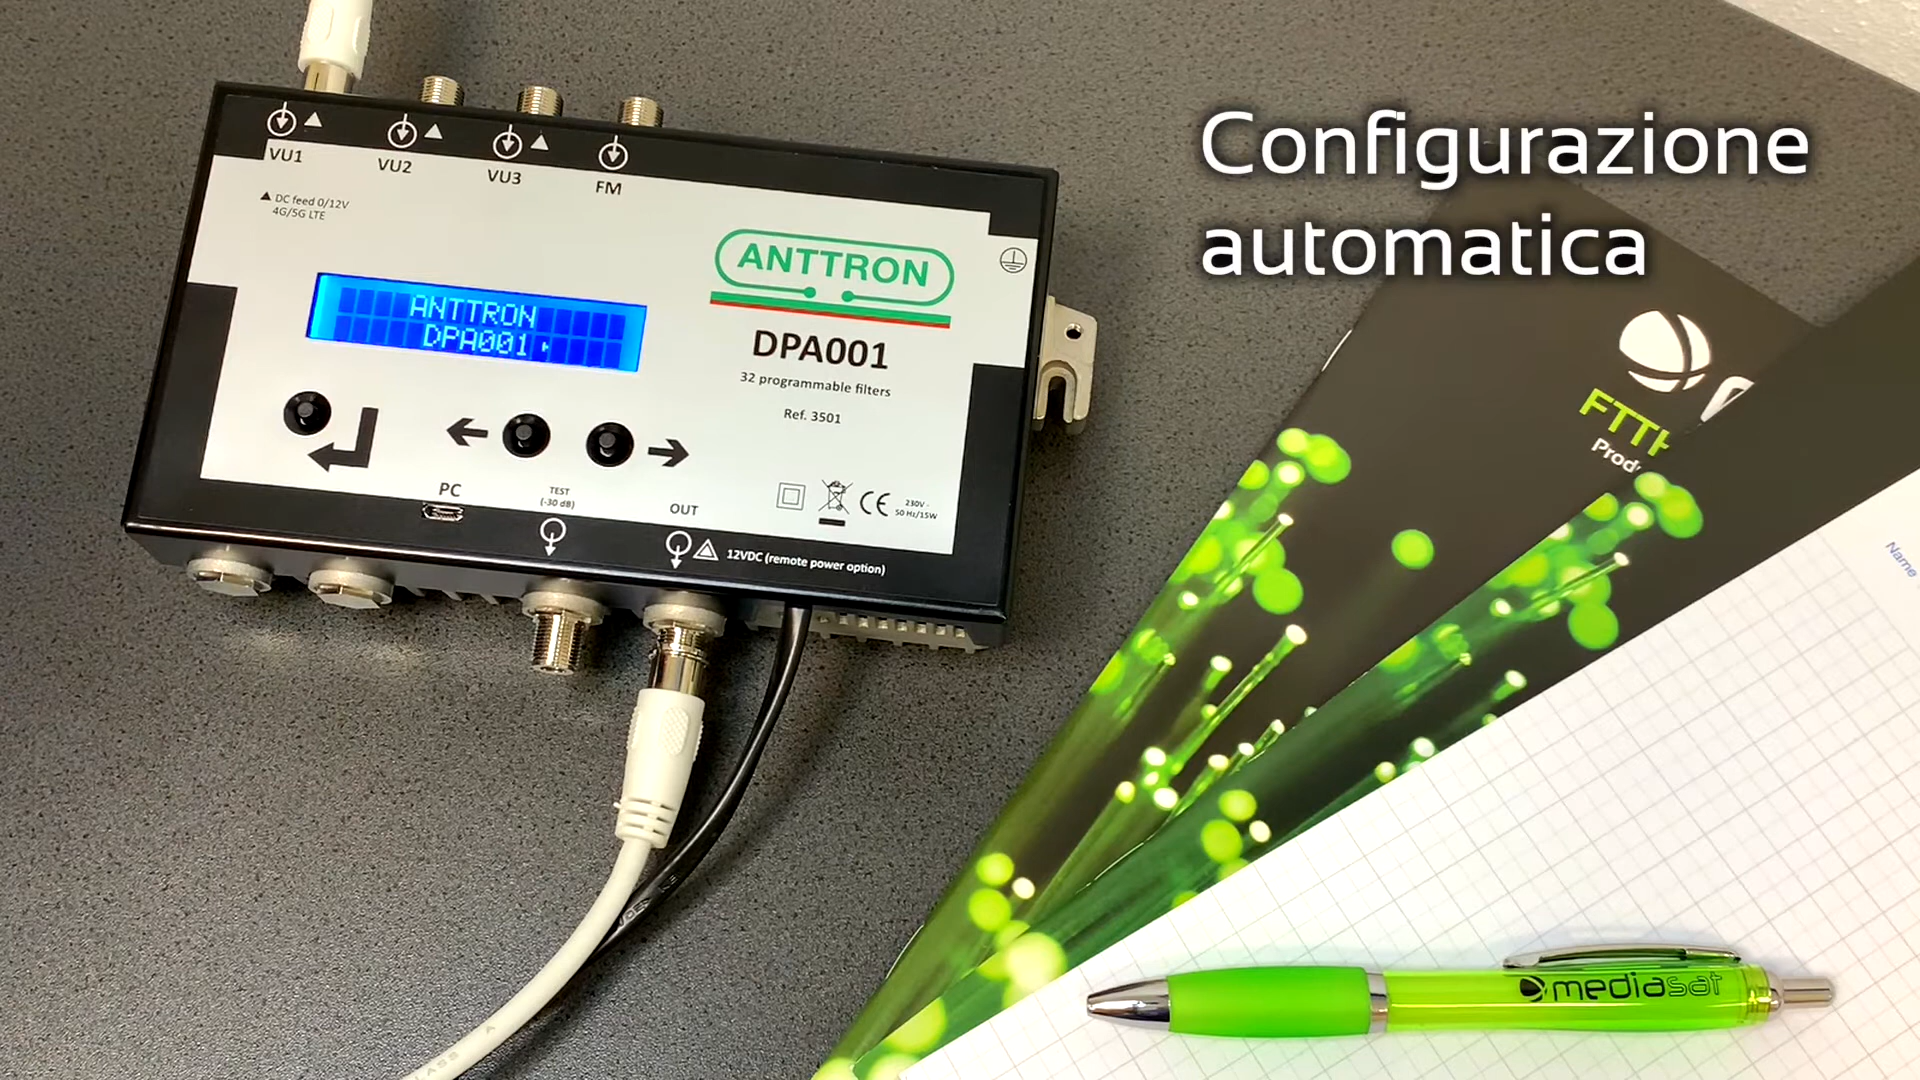 Configurazione
automatica
VU1
VU2
VU3
FM
DC feed 0/12V
4G/5G LTE
ANTTRON
ANTTRON
DPA001
DPA001
32 programmable filters
Ref. 3501
PC
TEST
(-30 dB)
OUT
CE
230V~
50 Hz/15W
12VDC (remote power option)
FTTH
Prod
Name
mediasat